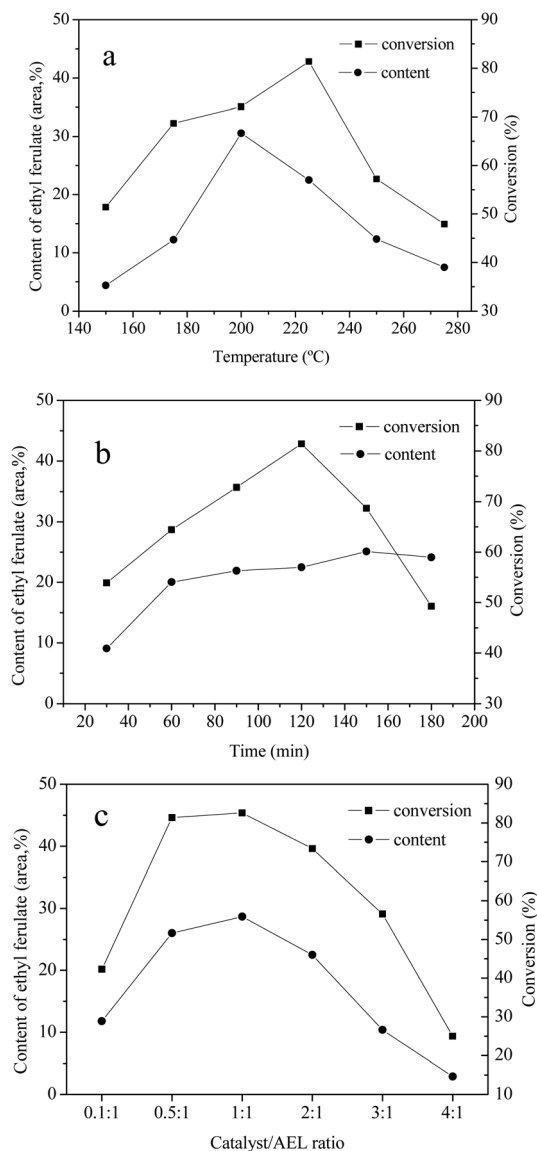 a
conversion
content
Content of ethyl ferulate (area,%)
Conversion (%)
50
40
30
20
10
0
90
80
70
60
50
40
30
140 160 180 200 220 240 260 280
Temperature (ºC)
b
conversion
content
Content of ethyl ferulate (area,%)
Conversion (%)
50
40
30
20
10
0
90
80
70
60
50
40
30
20 40 60 80 100 120 140 160 180 200
Time (min)
c
conversion
content
Content of ethyl ferulate (area,%)
Conversion (%)
50
40
30
20
10
0
90
80
70
60
50
40
30
20
10
0.1:1 0.5:1 1:1 2:1 3:1 4:1
Catalyst/AEL ratio